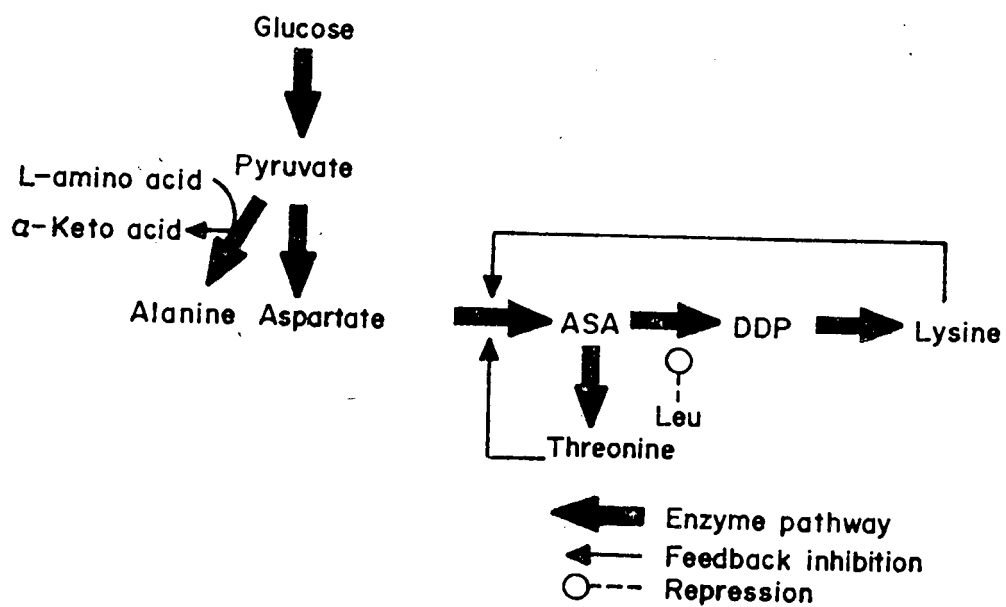 Glucose
Pyruvate
L-amino acid
α-Keto acid
Alanine Aspartate
ASA
DDP
Lysine
Leu
Threonine
Enzyme pathway
Feedback inhibition
Repression